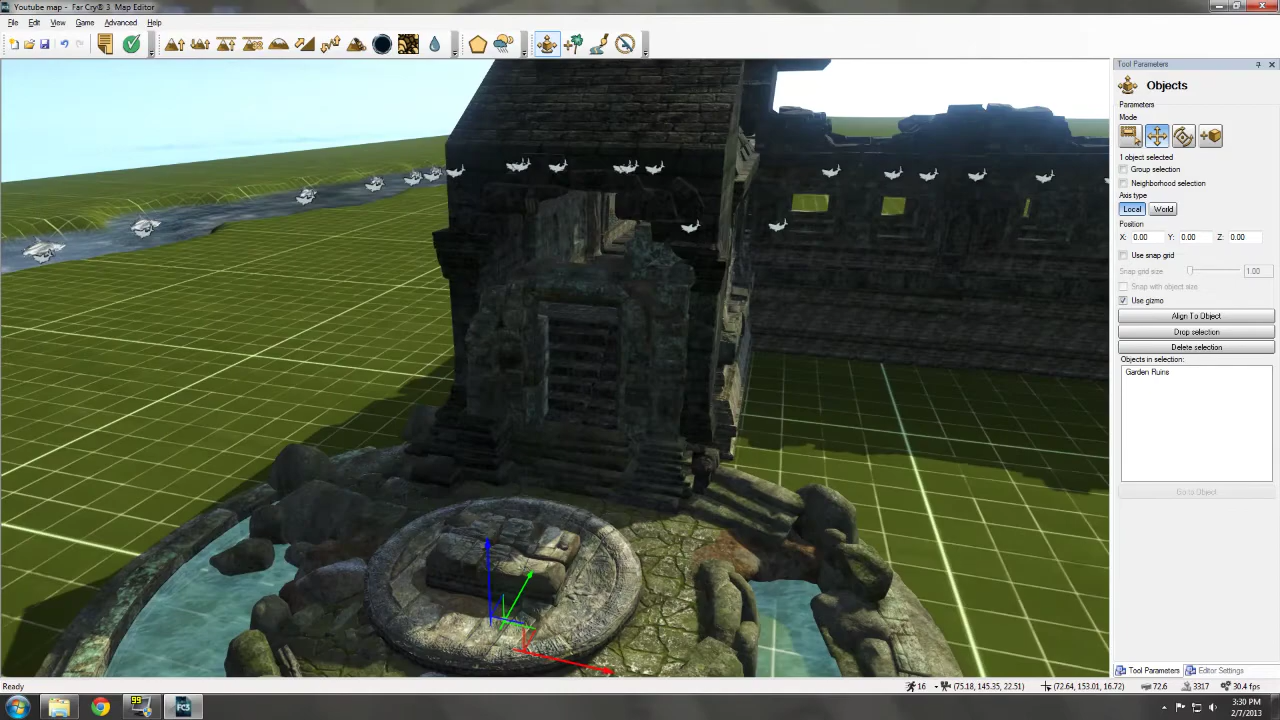 Youtube map - Far Cry® 3 Map Editor
File Edit View Game Advanced Help
Tool Parameters
Objects
Parameters
Mode
1 object selected
Group selection
Neighborhood selection
Axis type
Local World
Position
X: 0.00 Y: 0.00 Z: 0.00
Use snap grid
Snap grid size 1.00
Snap with object size
Use gizmo
Align To Object
Drop selection
Delete selection
Objects in selection:
Garden Ruins
Go to Object
Tool Parameters Editor Settings
Ready 16 (75.18, 145.35, 22.51) (72.64, 153.01, 16.72) 72.6 3317 30.4 fps
99 FC3
3:30 PM
2/7/2013